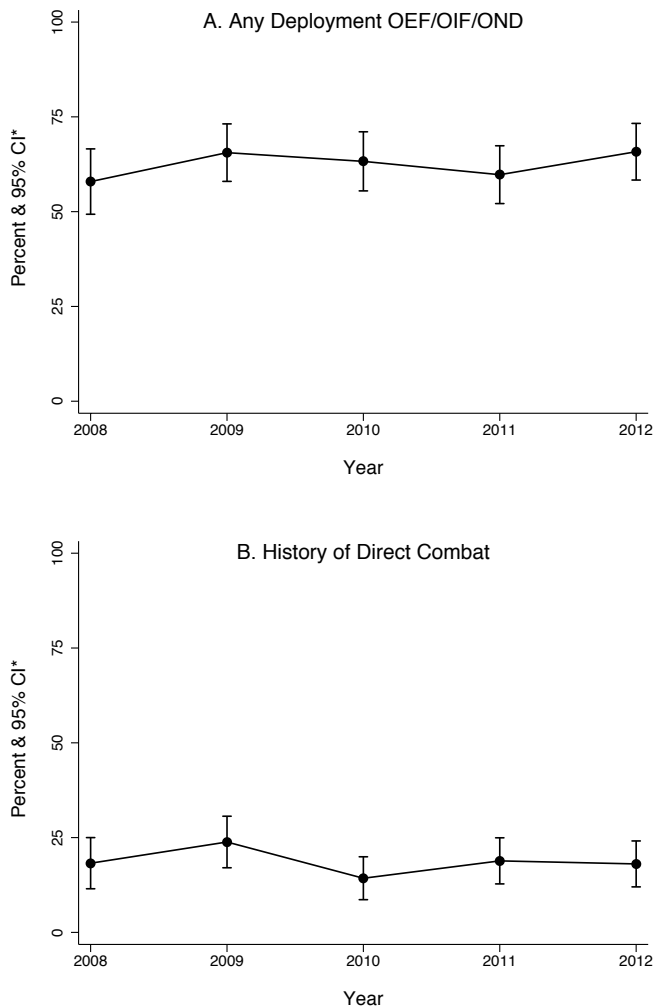 A. Any Deployment OEF/OIF/OND
Percent & 95% CI*
100
75
50
25
0
2008 2009 2010 2011 2012
Year
B. History of Direct Combat
Percent & 95% CI*
100
75
50
25
0
2008 2009 2010 2011 2012
Year